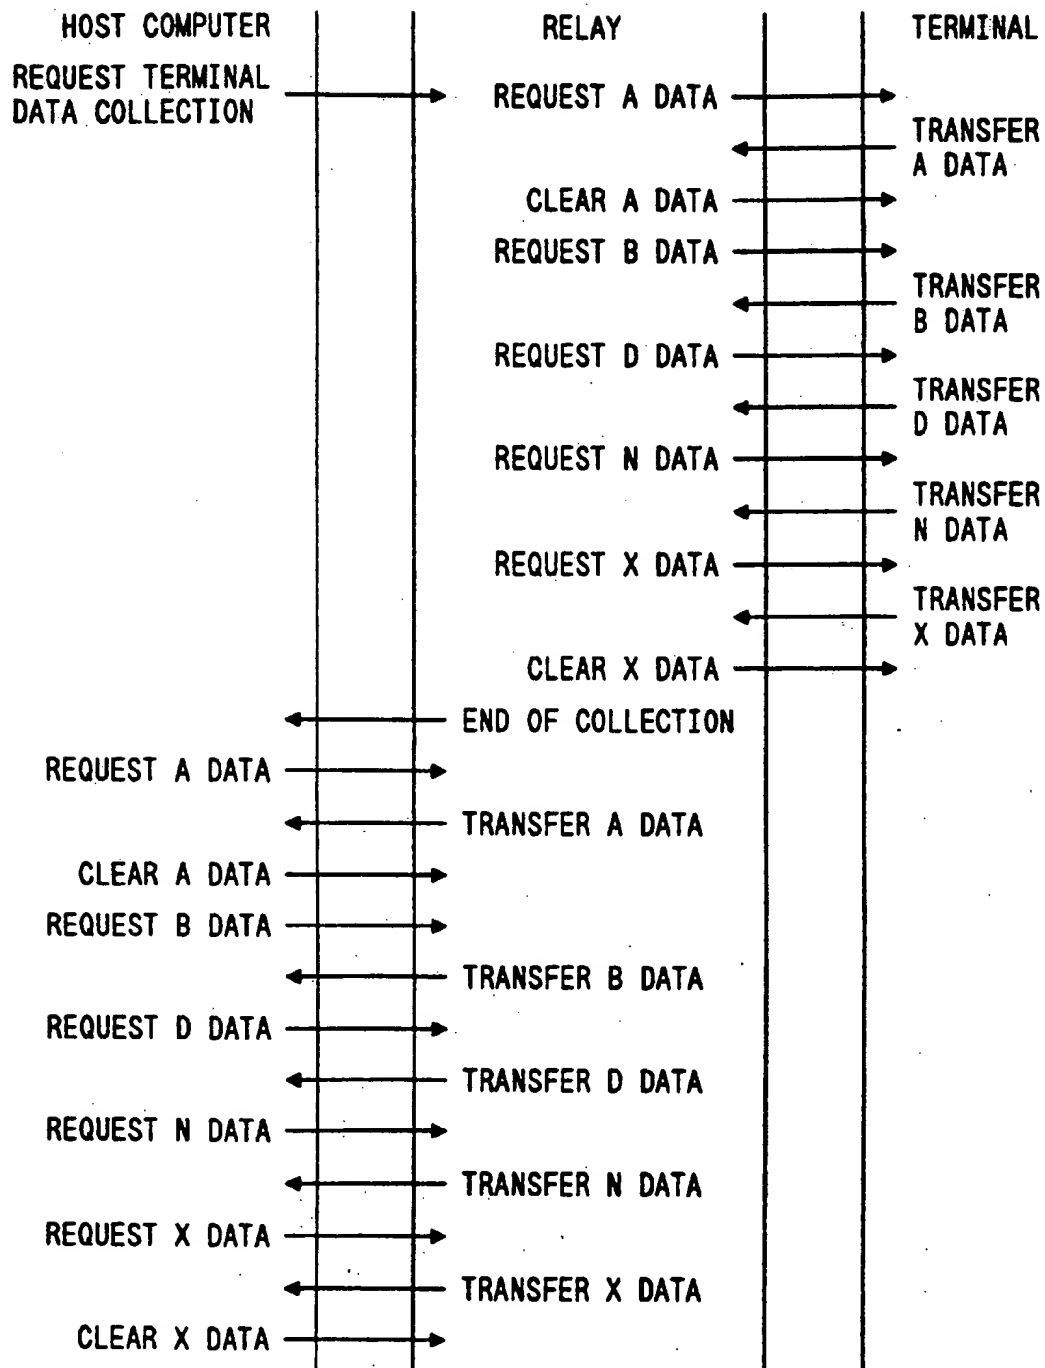 HOST COMPUTER
RELAY
TERMINAL
REQUEST TERMINAL
DATA COLLECTION
REQUEST A DATA
TRANSFER
A DATA
CLEAR A DATA
REQUEST B DATA
TRANSFER
B DATA
REQUEST D DATA
TRANSFER
D DATA
REQUEST N DATA
TRANSFER
N DATA
REQUEST X DATA
TRANSFER
X DATA
CLEAR X DATA
END OF COLLECTION
REQUEST A DATA
TRANSFER A DATA
CLEAR A DATA
REQUEST B DATA
TRANSFER B DATA
REQUEST D DATA
TRANSFER D DATA
REQUEST N DATA
TRANSFER N DATA
REQUEST X DATA
TRANSFER X DATA
CLEAR X DATA